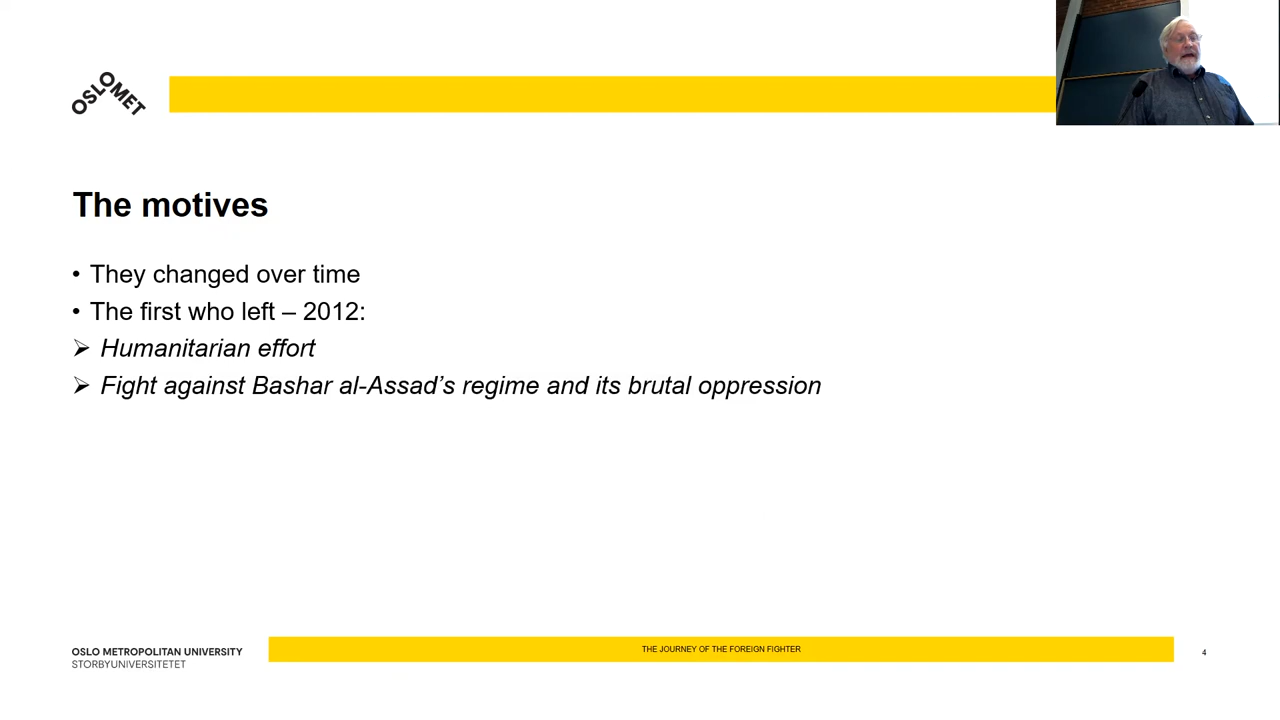 OSLOMET
The motives
• They changed over time
• The first who left – 2012:
➢ Humanitarian effort
➢ Fight against Bashar al-Assad’s regime and its brutal oppression
OSLO METROPOLITAN UNIVERSITY
STORBYUNIVERSITETET
THE JOURNEY OF THE FOREIGN FIGHTER
4